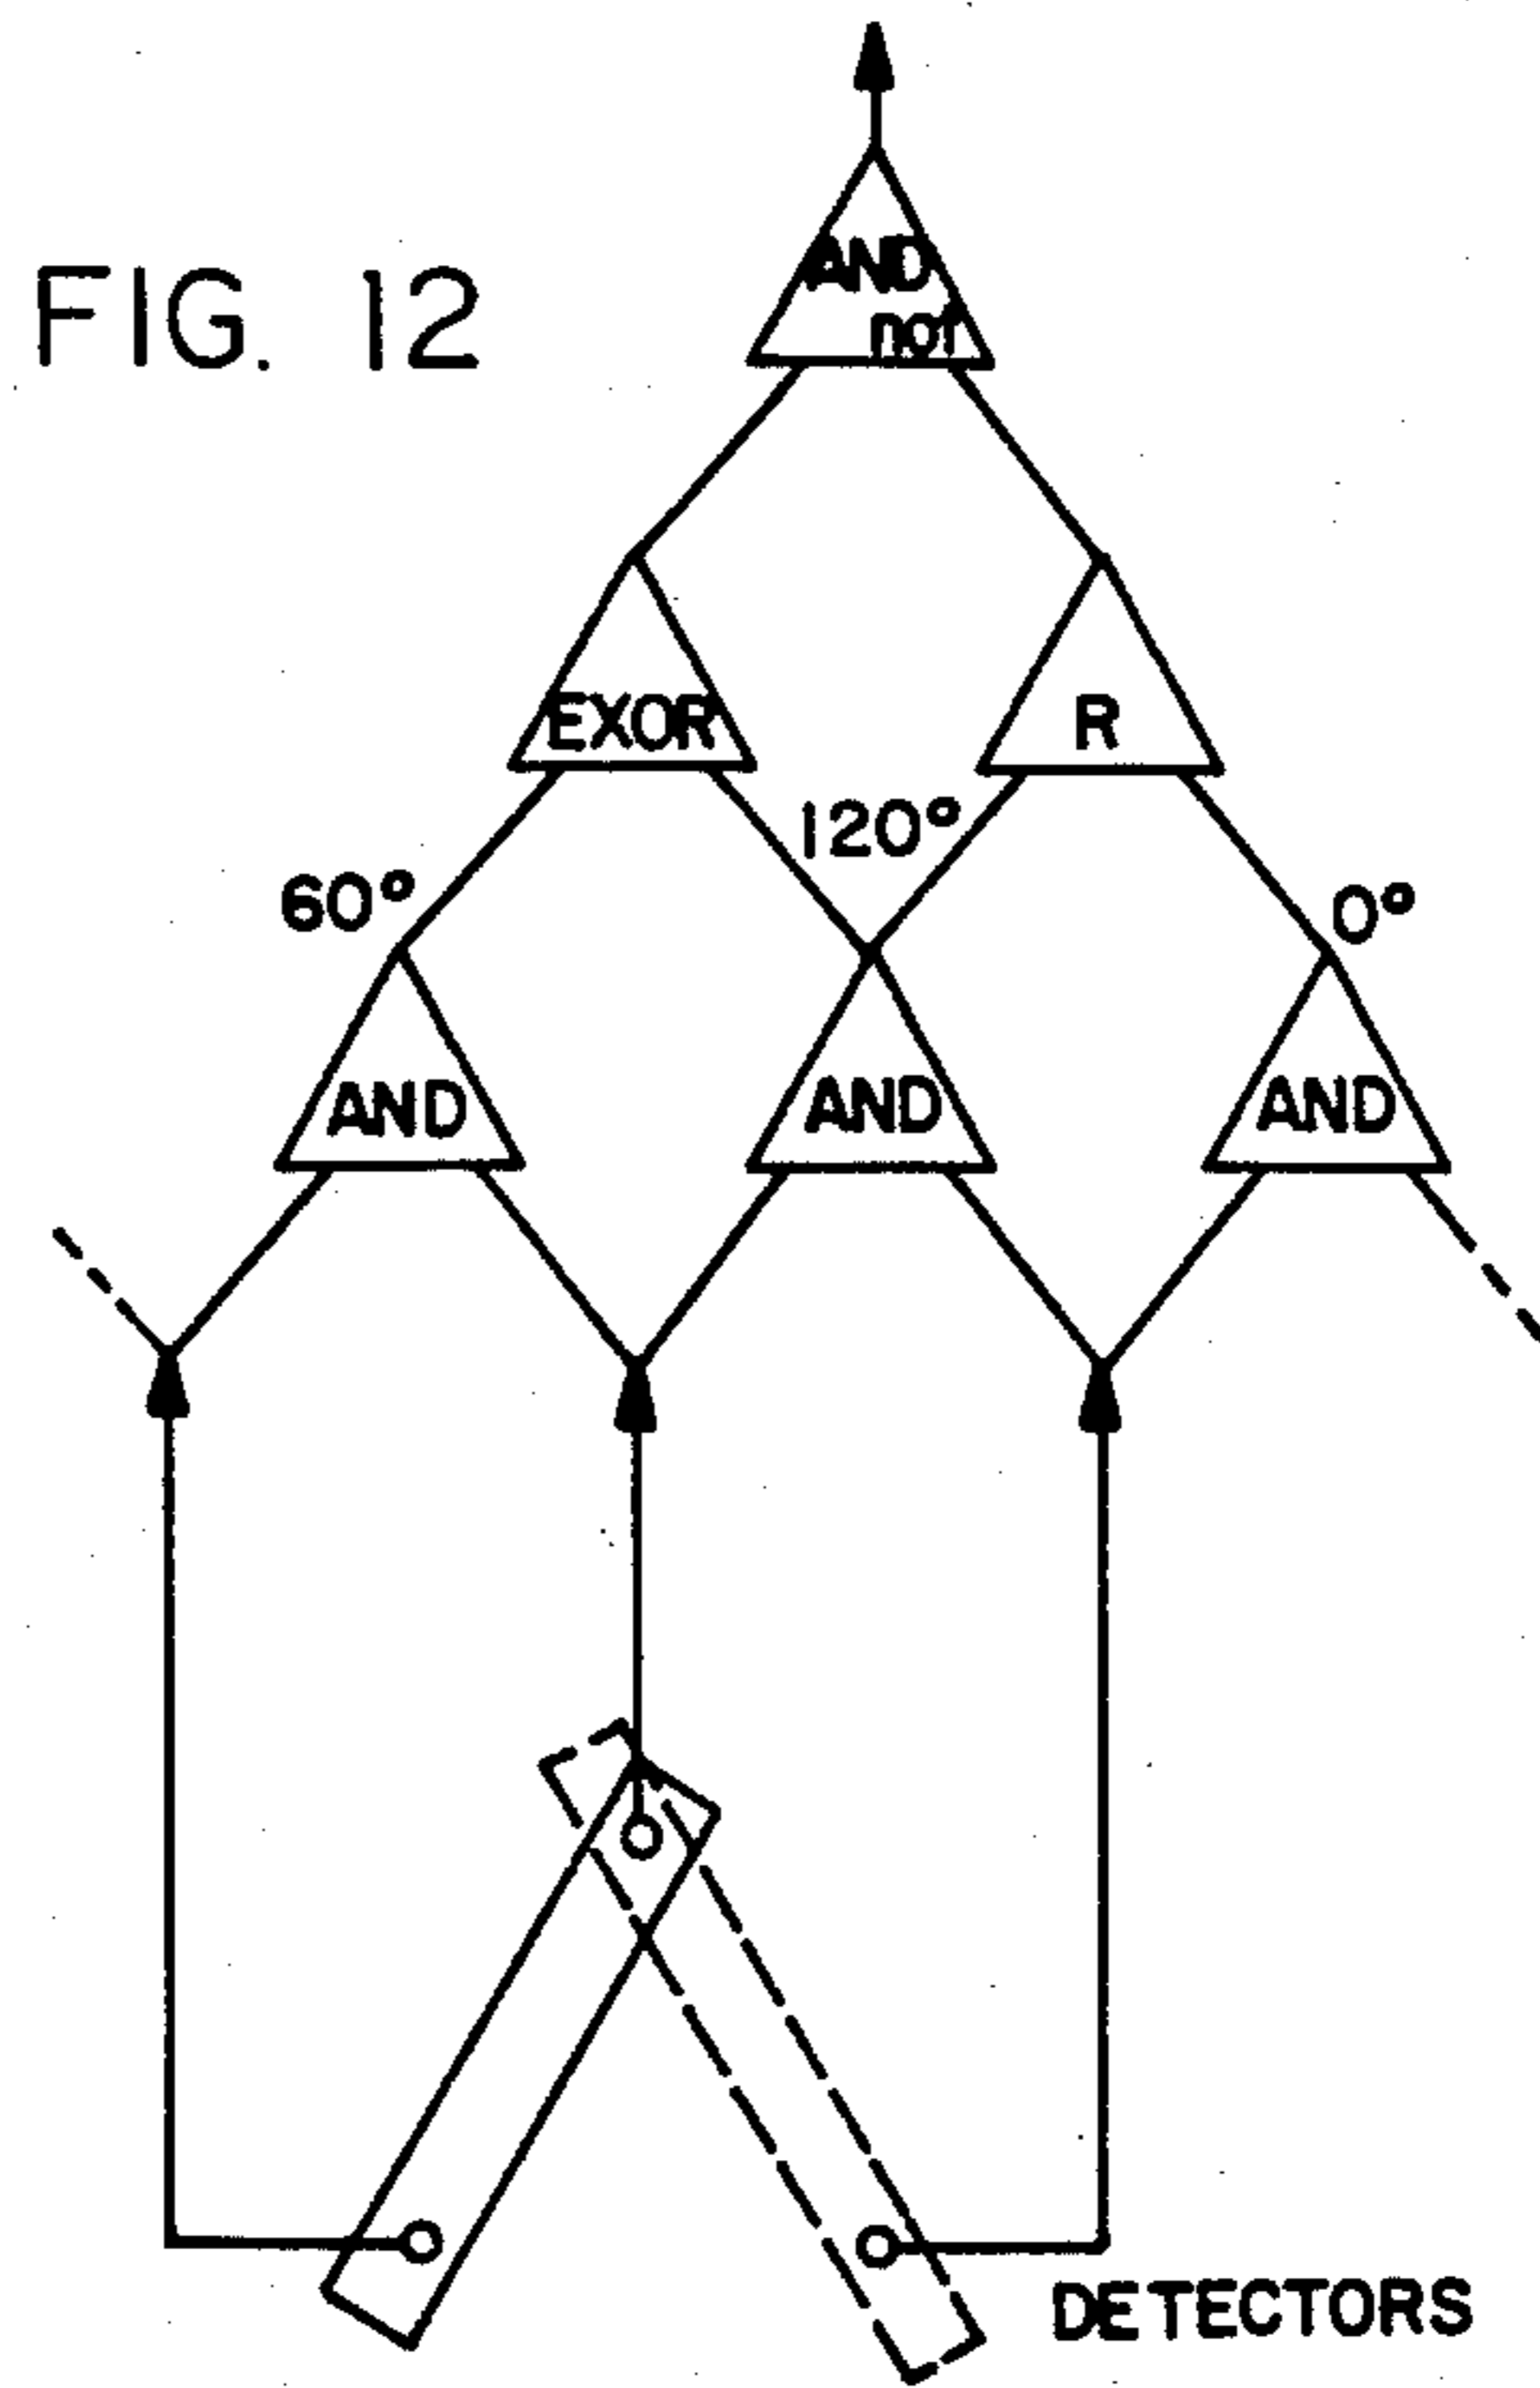 FIG. 12
AND
not
EXOR
R
120°
60°
0°
AND
AND
AND
DETECTORS